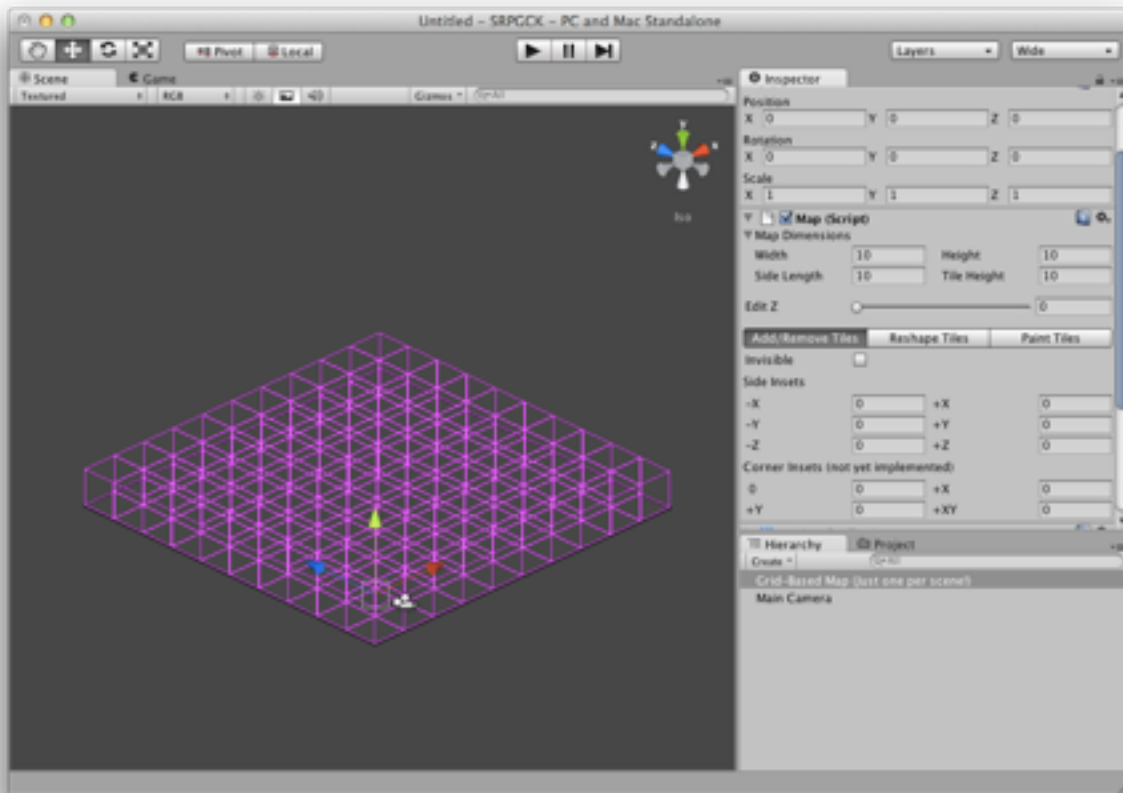 Untitled - SRPGCK - PC and Mac Standalone
Pivot Local Layers Wide
Scene Game
Textured RGB Gizmos All
Y
Z X
Iso
Inspector
Position
X 0 Y 0 Z 0
Rotation
X 0 Y 0 Z 0
Scale
X 1 Y 1 Z 1
Map (Script)
Map Dimensions
Width 10 Height 10
Side Length 10 Tile Height 10
Edit Z 0
Add/Remove Tiles Reshape Tiles Paint Tiles
Invisible
Side Insets
-X 0 +X 0
-Y 0 +Y 0
-Z 0 +Z 0
Corner Insets (not yet implemented)
0 0 +X 0
+Y 0 +XY 0
Hierarchy Project
Create All
Grid-Based Map (just one per scene!)
Main Camera